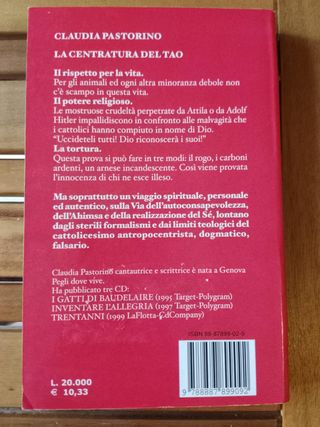 CLAUDIA PASTORINO
LA CENTRATURA DEL TAO
Il rispetto per la vita.
Per gli animali ed ogni altra minoranza debole non
c'è scampo in questa vita.
Il potere religioso.
Le mostruose crudeltà perpetrate da Attila o da Adolf
Hitler impallidiscono in confronto alle malvagità che
i cattolici hanno compiuto in nome di Dio.
"Uccideteli tutti! Dio riconoscerà i suoi!"
La tortura.
Questa prova si può fare in tre modi: il rogo, i carboni
ardenti, un arnese incandescente. Così viene provata
l'innocenza di chi ne esce illeso.
Ma soprattutto un viaggio spirituale, personale
ed autentico, sulla Via dell'autoconsapevolezza,
dell'Ahimsa e della realizzazione del Sé, lontano
dagli sterili formalismi e dai limiti teologici del
cattolicesimo antropocentrista, dogmatico,
falsario.
Claudia Pastorino cantautrice e scrittrice è nata a Genova
Pegli dove vive.
Ha pubblicato tre CD:
I GATTI DI BAUDELAIRE (1995 Target-Polygram)
INVENTARE L'ALLEGRIA (1997 Target-Polygram)
TRENTANNI (1999 LaFlotta-CdCompany)
L. 20.000
€ 10,33
9 788887 899092